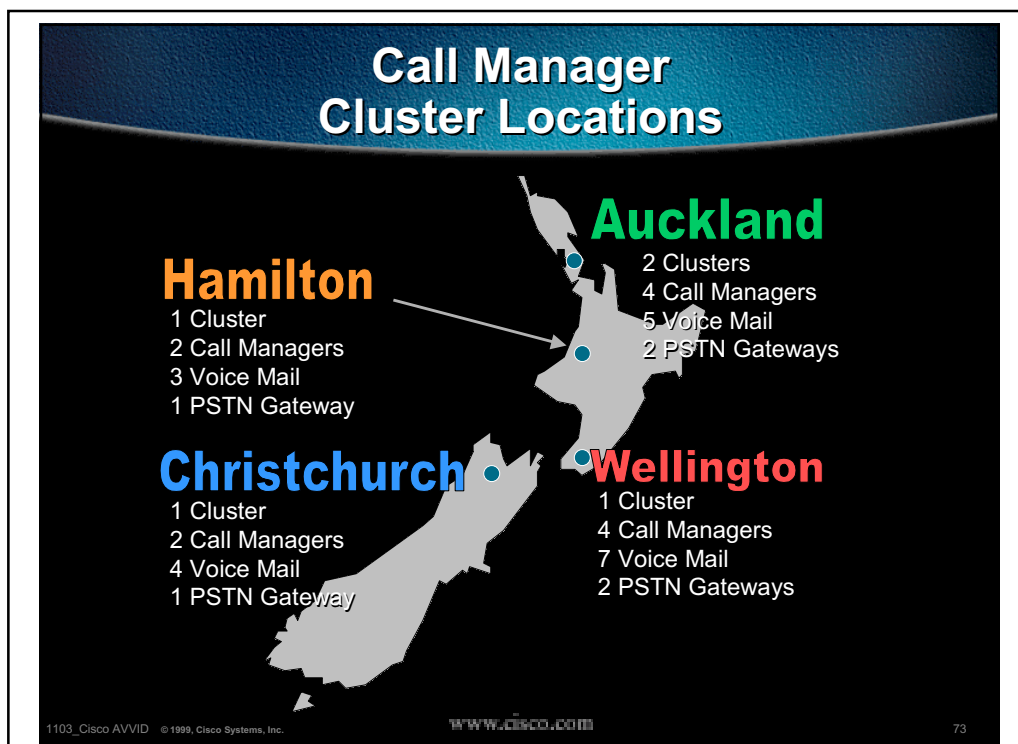 Call Manager
Cluster Locations
Auckland
2 Clusters
4 Call Managers
5 Voice Mail
2 PSTN Gateways
Hamilton
1 Cluster
2 Call Managers
3 Voice Mail
1 PSTN Gateway
Christchurch
1 Cluster
2 Call Managers
4 Voice Mail
1 PSTN Gateway
Wellington
1 Cluster
4 Call Managers
7 Voice Mail
2 PSTN Gateways
1103_Cisco AVVID © 1999, Cisco Systems, Inc. www.cisco.com 73